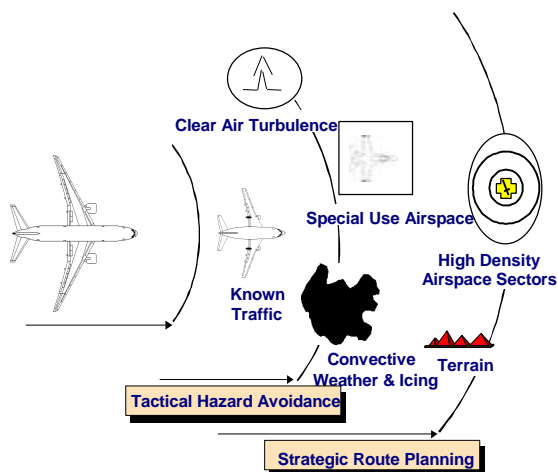 Clear Air Turbulence
Special Use Airspace
High Density
Airspace Sectors
Known
Traffic
Convective
Weather & Icing
Terrain
Tactical Hazard Avoidance
Strategic Route Planning